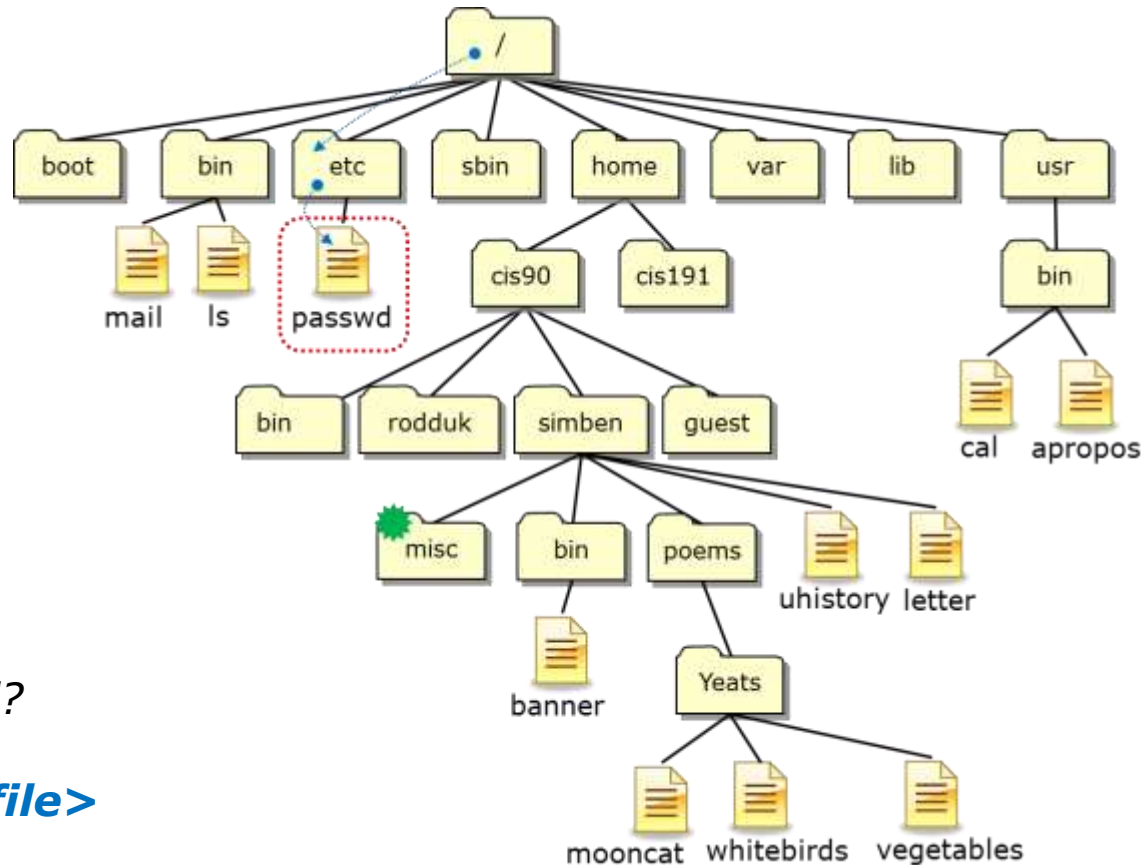 /
boot bin etc sbin home var lib usr
mail ls passwd
cis90 cis191 bin
bin rodduk simben guest
cal apropos
misc bin poems
uhistory letter
banner
Yeats
?
file>
mooncat whitebirds vegetables